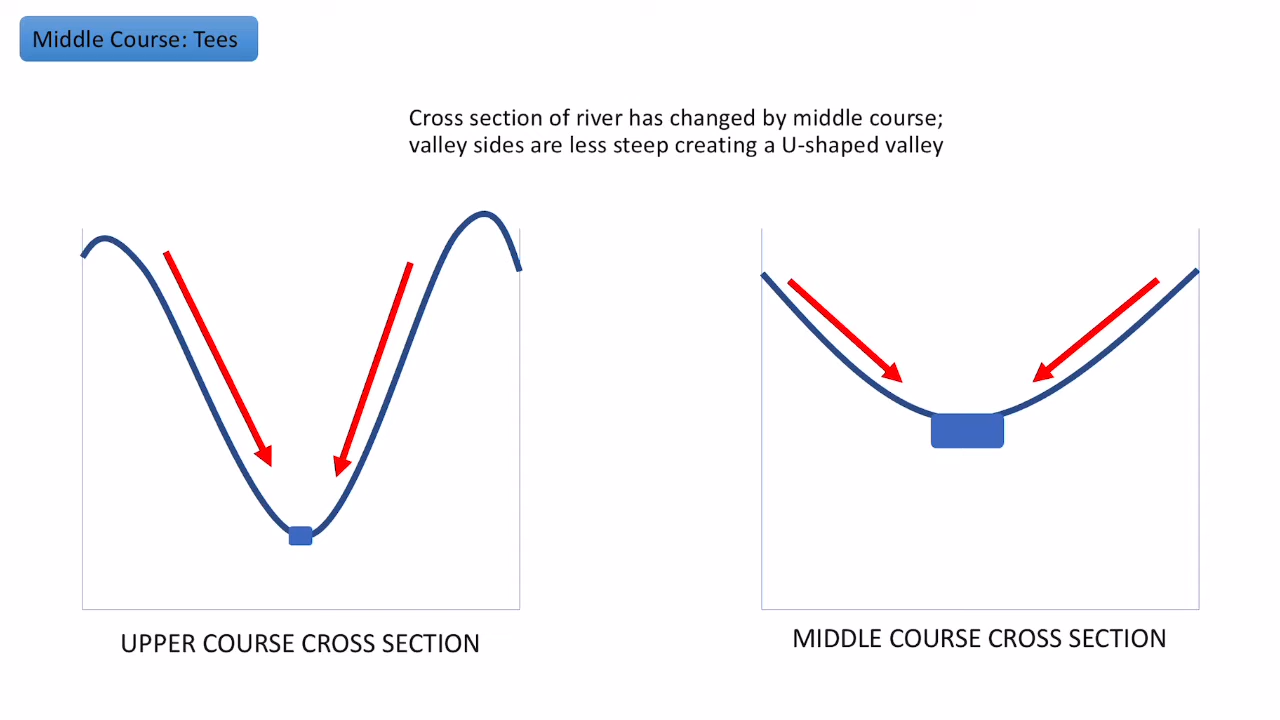 Middle Course: Tees
Cross section of river has changed by middle course;
valley sides are less steep creating a U-shaped valley
UPPER COURSE CROSS SECTION
MIDDLE COURSE CROSS SECTION